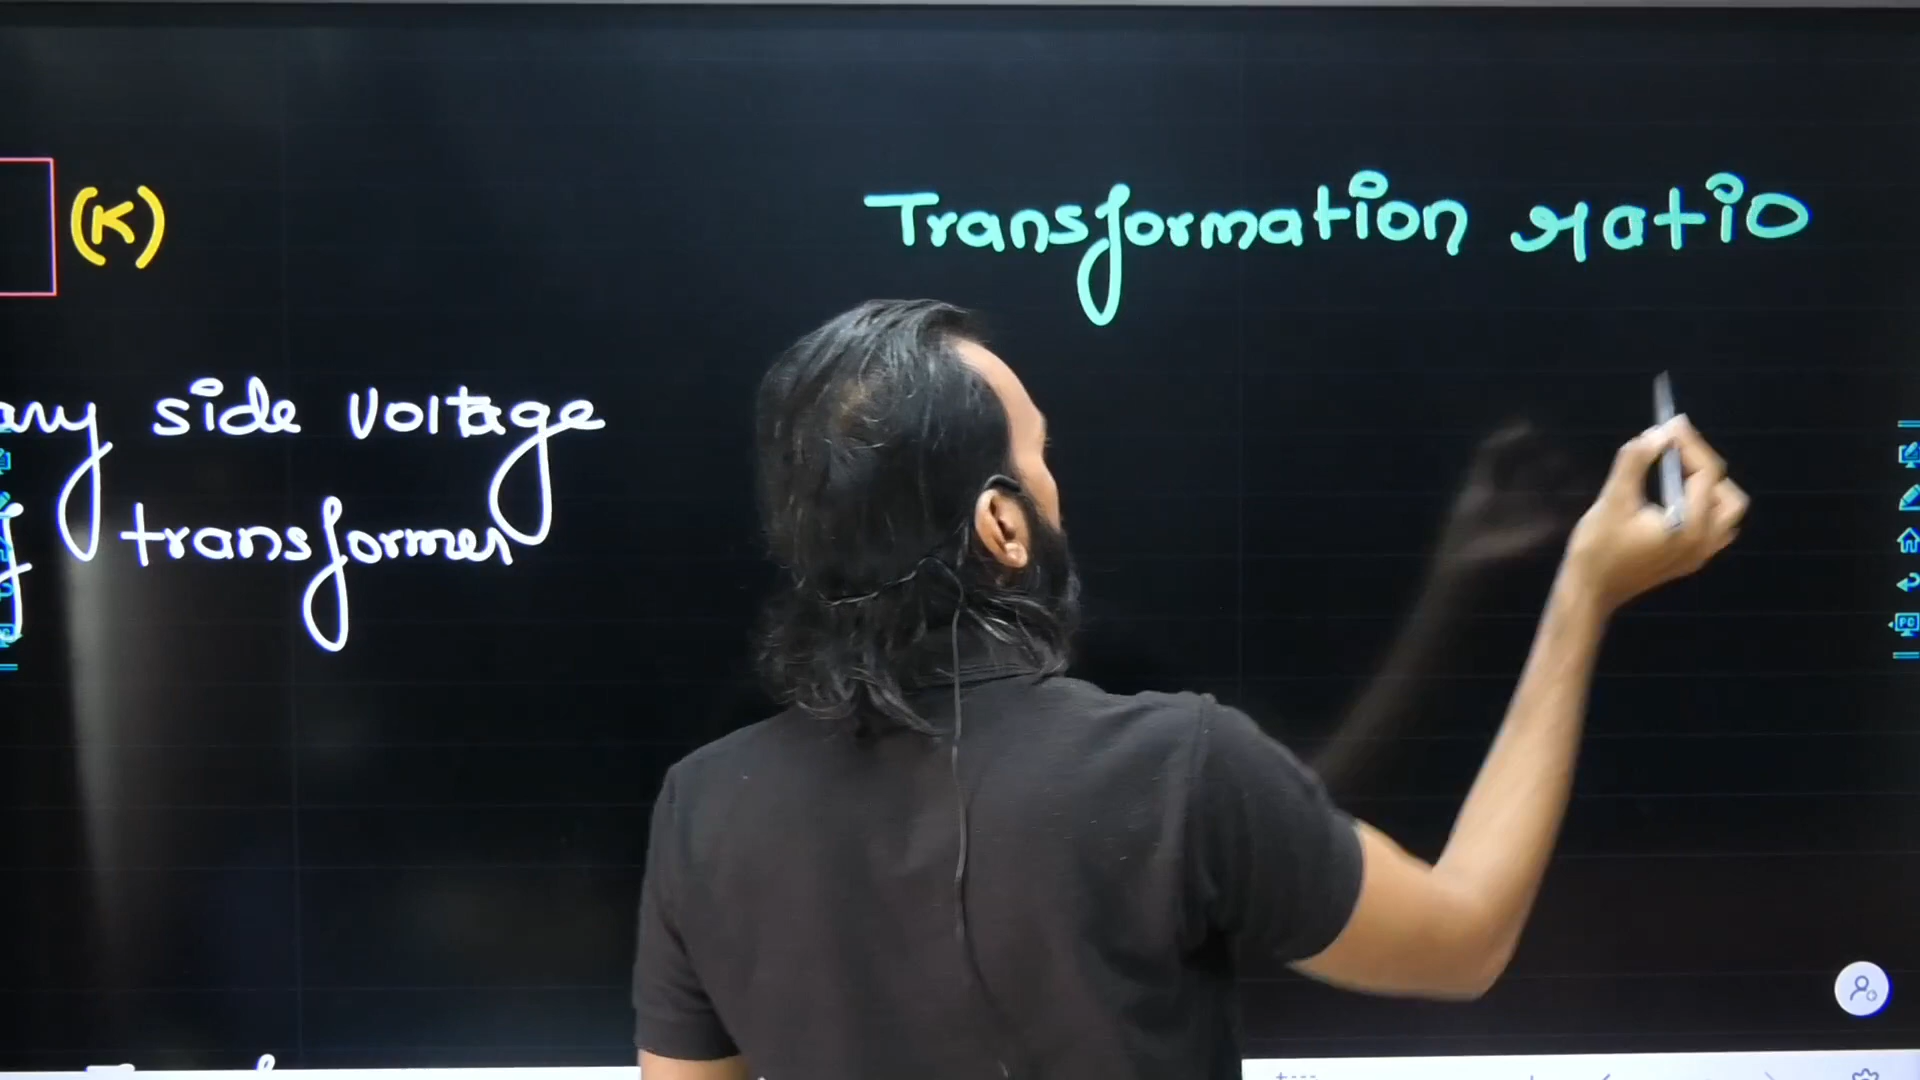 (K)
Transformation ratio
side voltage
transformer